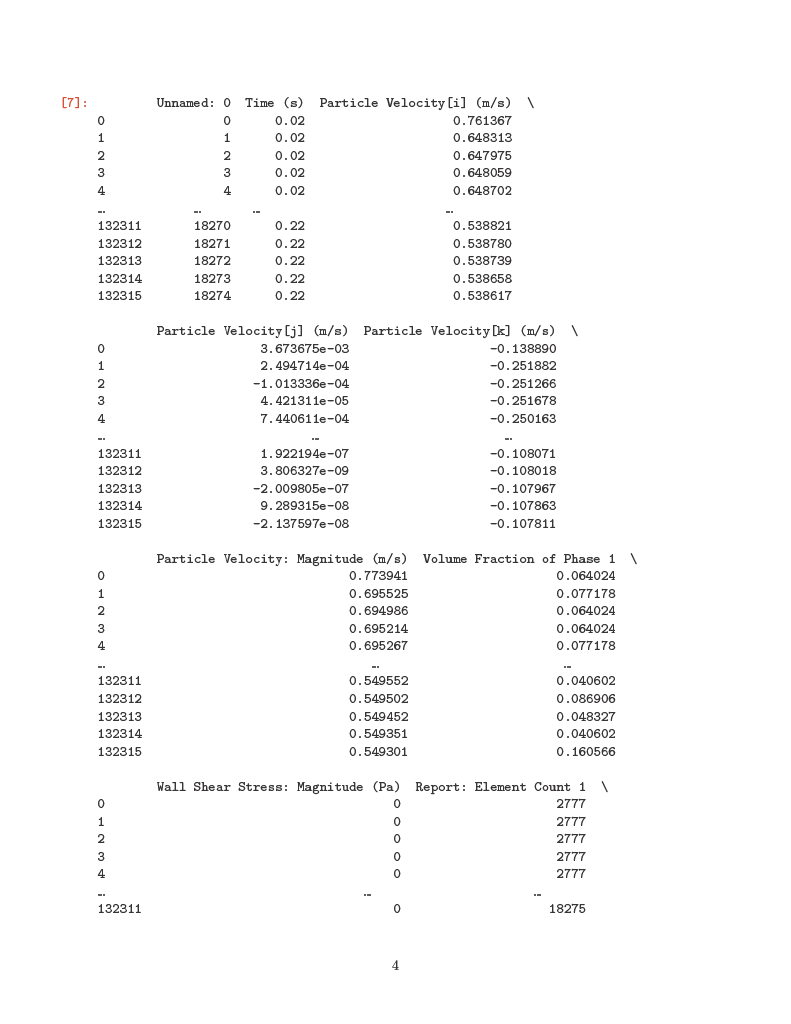 [7]: Unnamed: 0 Time (s) Particle Velocity[i] (m/s) \
0 0 0.02 0.761367
1 1 0.02 0.648313
2 2 0.02 0.647975
3 3 0.02 0.648059
4 4 0.02 0.648702
… … … …
132311 18270 0.22 0.538821
132312 18271 0.22 0.538780
132313 18272 0.22 0.538739
132314 18273 0.22 0.538658
132315 18274 0.22 0.538617
Particle Velocity[j] (m/s) Particle Velocity[k] (m/s) \
0 3.673675e-03 -0.138890
1 2.494714e-04 -0.251882
2 -1.013336e-04 -0.251266
3 4.421311e-05 -0.251678
4 7.440611e-04 -0.250163
… … …
132311 1.922194e-07 -0.108071
132312 3.806327e-09 -0.108018
132313 -2.009805e-07 -0.107967
132314 9.289315e-08 -0.107863
132315 -2.137597e-08 -0.107811
Particle Velocity: Magnitude (m/s) Volume Fraction of Phase 1 \
0 0.773941 0.064024
1 0.695525 0.077178
2 0.694986 0.064024
3 0.695214 0.064024
4 0.695267 0.077178
… … …
132311 0.549552 0.040602
132312 0.549502 0.086906
132313 0.549452 0.048327
132314 0.549351 0.040602
132315 0.549301 0.160566
Wall Shear Stress: Magnitude (Pa) Report: Element Count 1 \
0 0 2777
1 0 2777
2 0 2777
3 0 2777
4 0 2777
… … …
132311 0 18275
4